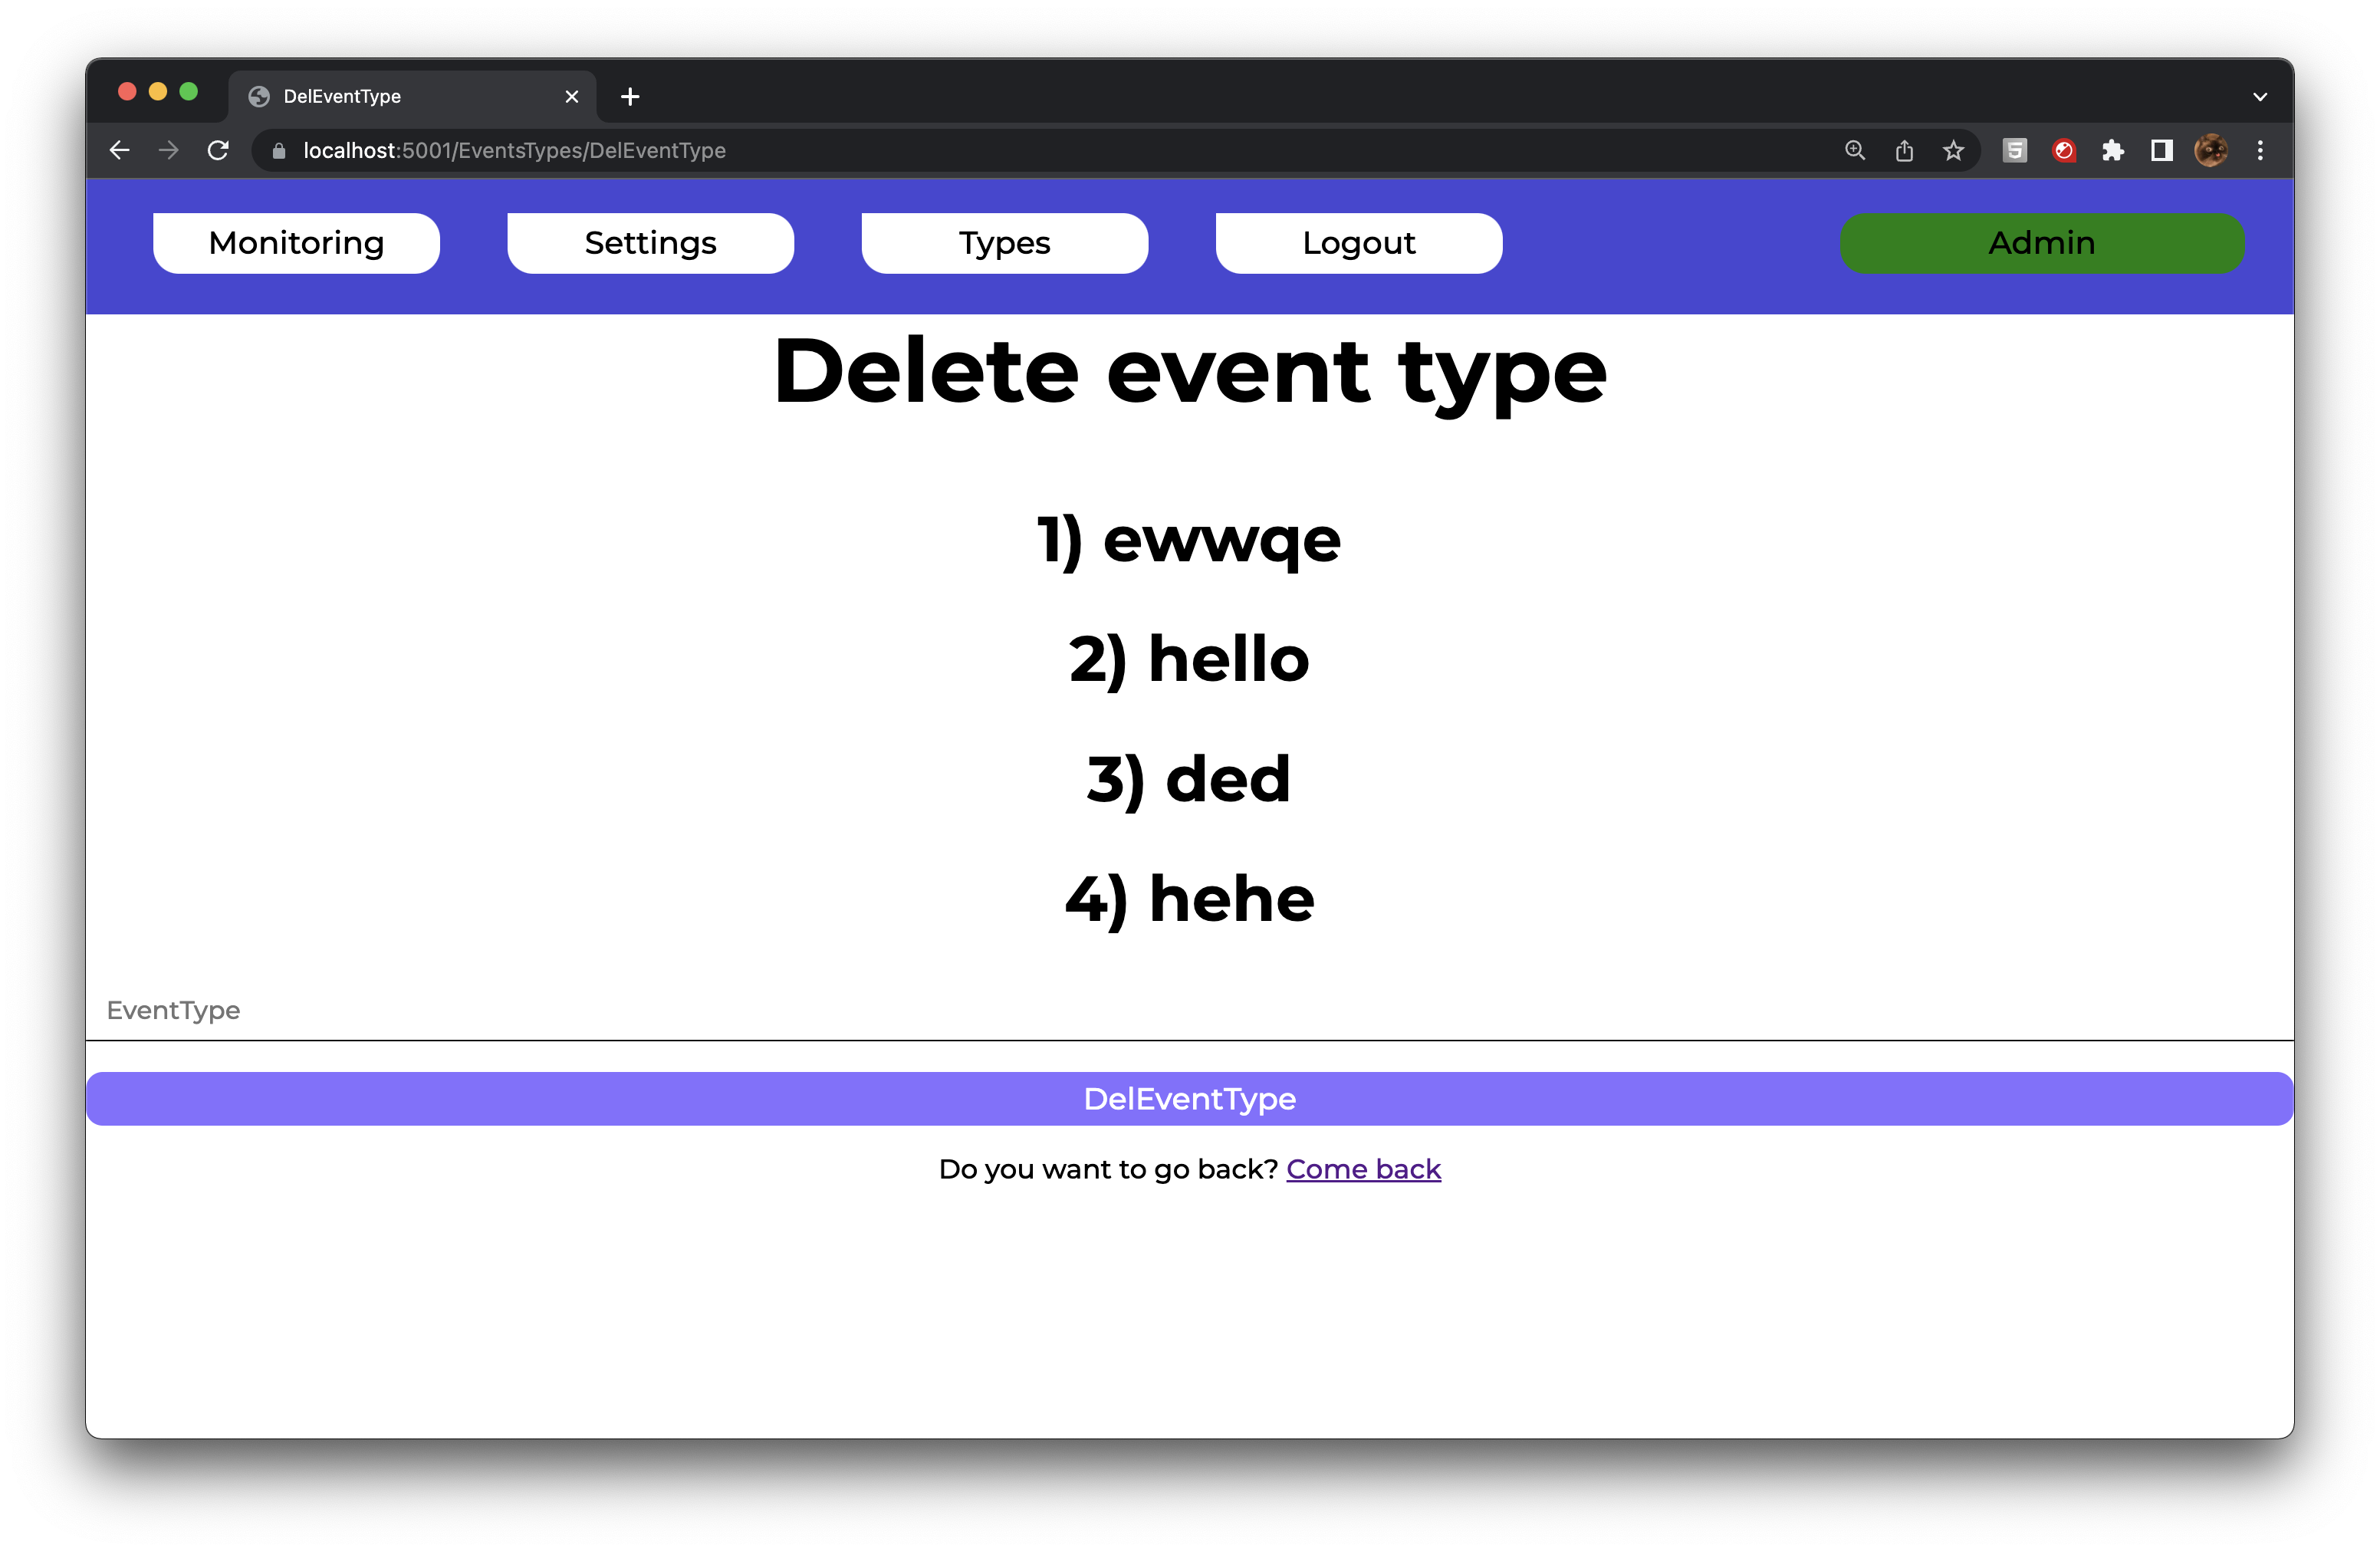 DelEventType
localhost:5001/EventsTypes/DelEventType
Monitoring Settings Types Logout Admin
Delete event type
1) ewwqe
2) hello
3) ded
4) hehe
EventType
DelEventType
Do you want to go back? Come back